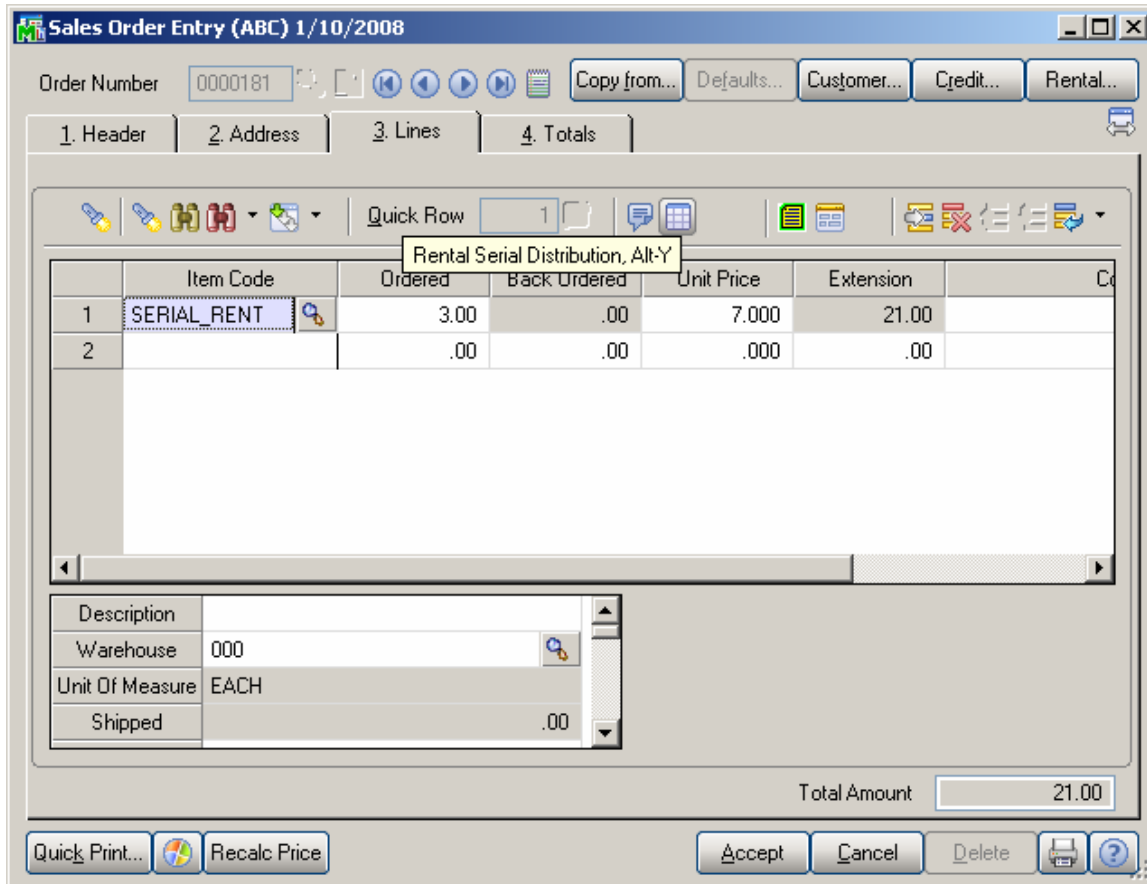 Sales Order Entry (ABC) 1/10/2008
Order Number 0000181 Copy from... Defaults... Customer... Credit... Rental...
1. Header 2. Address 3. Lines 4. Totals
Quick Row 1
Rental Serial Distribution, Alt-Y
Item Code Ordered Back Ordered Unit Price Extension
1 SERIAL_RENT 3.00 .00 7.000 21.00
2 .00 .00 .000 .00
Description
Warehouse 000
Unit Of Measure EACH
Shipped .00
Total Amount 21.00
Quick Print... Recalc Price Accept Cancel Delete